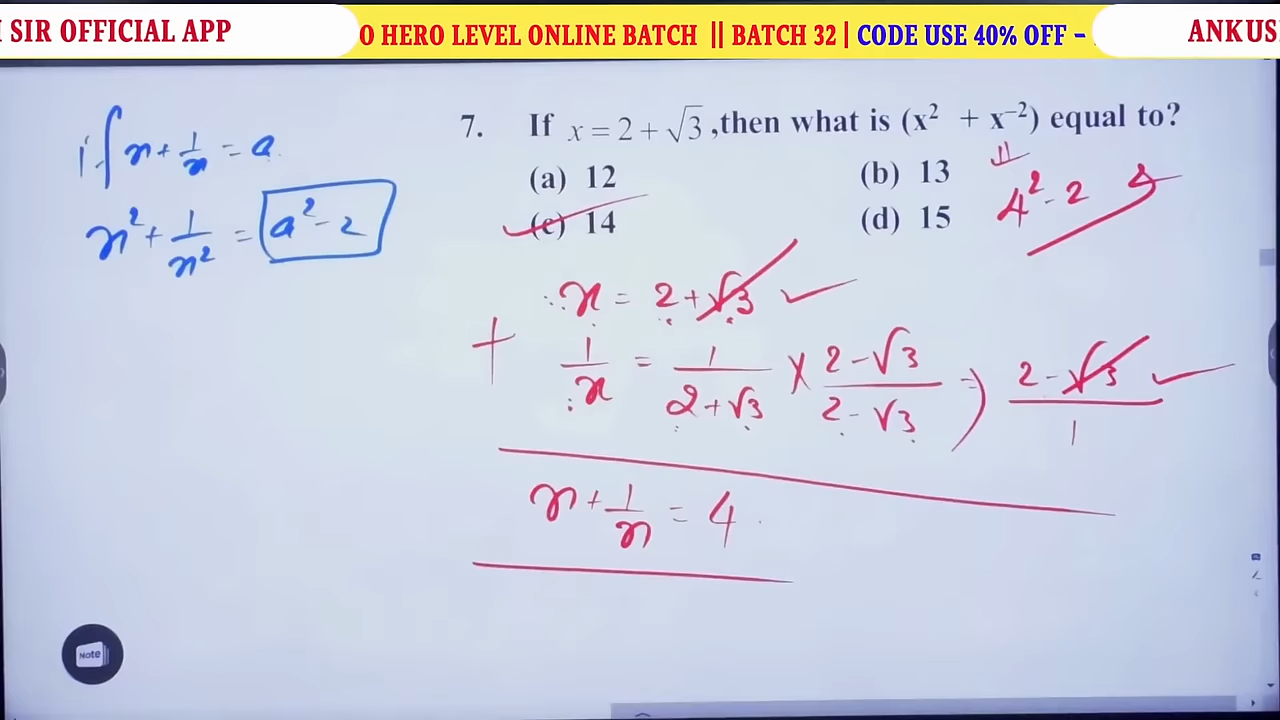 SIR OFFICIAL APP
O HERO LEVEL ONLINE BATCH || BATCH 32 | CODE USE 40% OFF –
ANKUS
if x + 1/x = a
x² + 1/x² = a² - 2
7. If x = 2 + √3 ,then what is (x² + x⁻²) equal to?
(a) 12
(b) 13
(c) 14
(d) 15
4² - 2
x = 2 + √3
+ 1/x = 1/(2+√3) × (2-√3)/(2-√3) ⇒ (2-√3)/1
x + 1/x = 4
Note